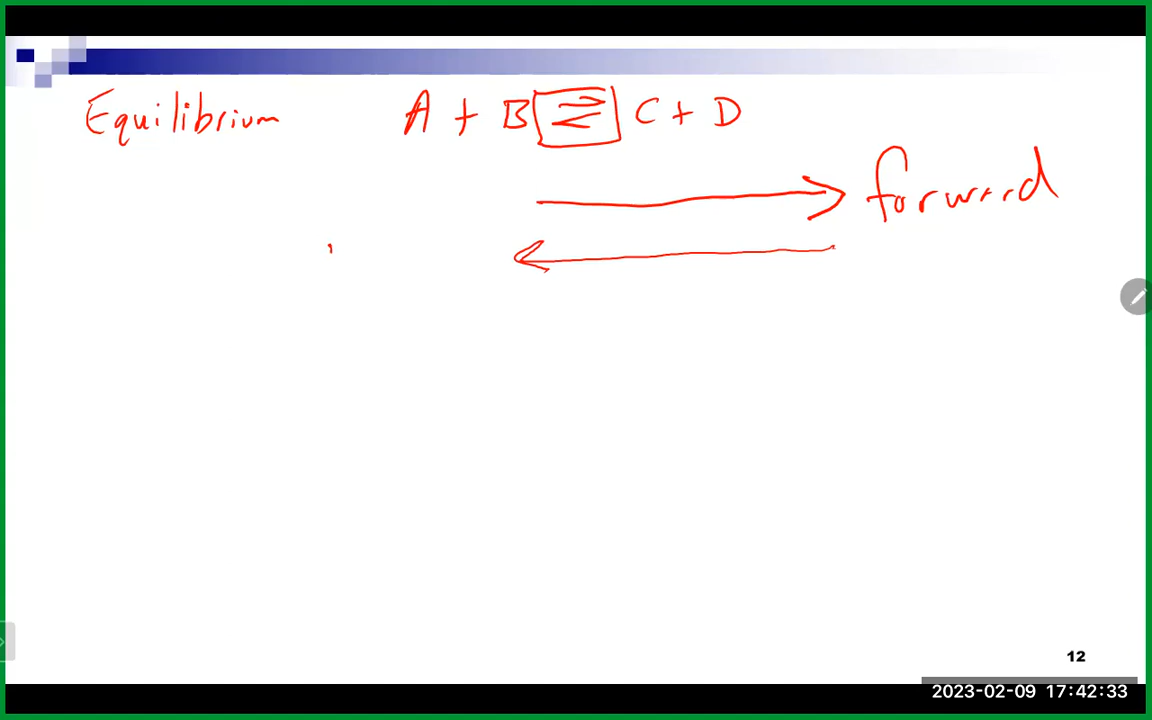 Equilibrium A + B ⇌ C + D
forward
12
2023-02-09 17:42:33